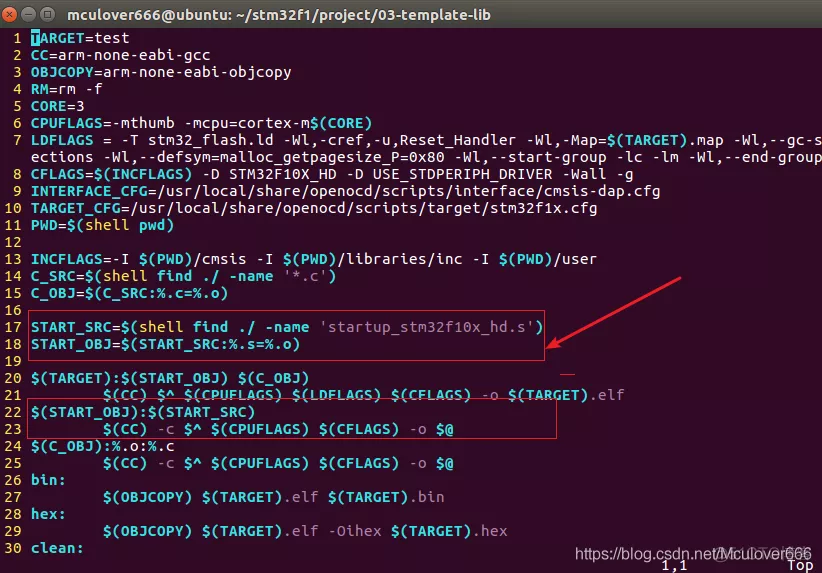 mculover666@ubuntu: ~/stm32f1/project/03-template-lib
1 TARGET=test
2 CC=arm-none-eabi-gcc
3 OBJCOPY=arm-none-eabi-objcopy
4 RM=rm -f
5 CORE=3
6 CPUFLAGS=-mthumb -mcpu=cortex-m$(CORE)
7 LDFLAGS = -T stm32_flash.ld -Wl,-cref,-u,Reset_Handler -Wl,-Map=$(TARGET).map -Wl,--gc-s
ections -Wl,--defsym=malloc_getpagesize_P=0x80 -Wl,--start-group -lc -lm -Wl,--end-group
8 CFLAGS=$(INCFLAGS) -D STM32F10X_HD -D USE_STDPERIPH_DRIVER -Wall -g
9 INTERFACE_CFG=/usr/local/share/openocd/scripts/interface/cmsis-dap.cfg
10 TARGET_CFG=/usr/local/share/openocd/scripts/target/stm32f1x.cfg
11 PWD=$(shell pwd)
12
13 INCFLAGS=-I $(PWD)/cmsis -I $(PWD)/libraries/inc -I $(PWD)/user
14 C_SRC=$(shell find ./ -name '*.c')
15 C_OBJ=$(C_SRC:%.c=%.o)
16
17 START_SRC=$(shell find ./ -name 'startup_stm32f10x_hd.s')
18 START_OBJ=$(START_SRC:%.s=%.o)
19
20 $(TARGET):$(START_OBJ) $(C_OBJ)
21 $(CC) $^ $(CPUFLAGS) $(LDFLAGS) $(CFLAGS) -o $(TARGET).elf
22 $(START_OBJ):$(START_SRC)
23 $(CC) -c $^ $(CPUFLAGS) $(CFLAGS) -o $@
24 $(C_OBJ):%.o:%.c
25 $(CC) -c $^ $(CPUFLAGS) $(CFLAGS) -o $@
26 bin:
27 $(OBJCOPY) $(TARGET).elf $(TARGET).bin
28 hex:
29 $(OBJCOPY) $(TARGET).elf -Oihex $(TARGET).hex
30 clean:
https://blog.csdn.net/Mculover666
1,1 Top